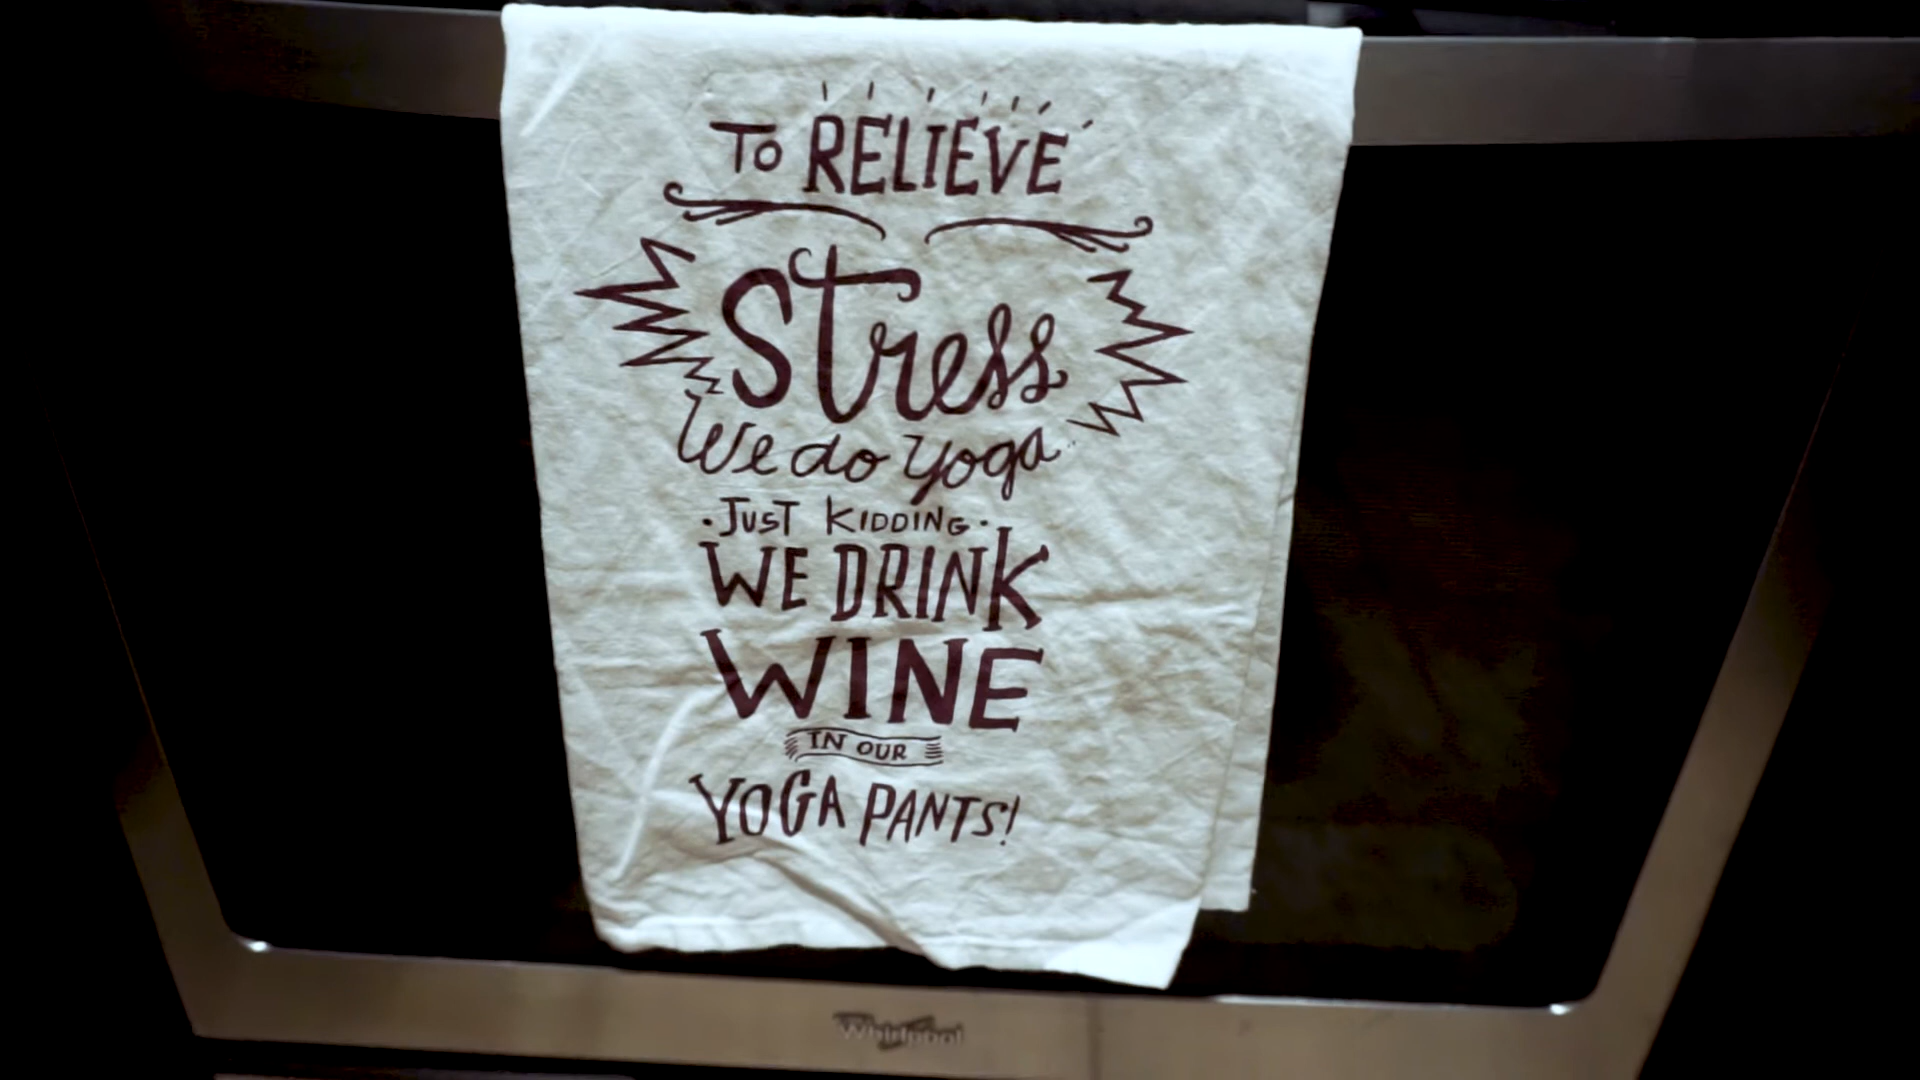 To RELIEVE
Stress
We do yoga
·JUST KIDDING·
WE DRINK
WINE
IN OUR
YOGA PANTS!
Whirlpool